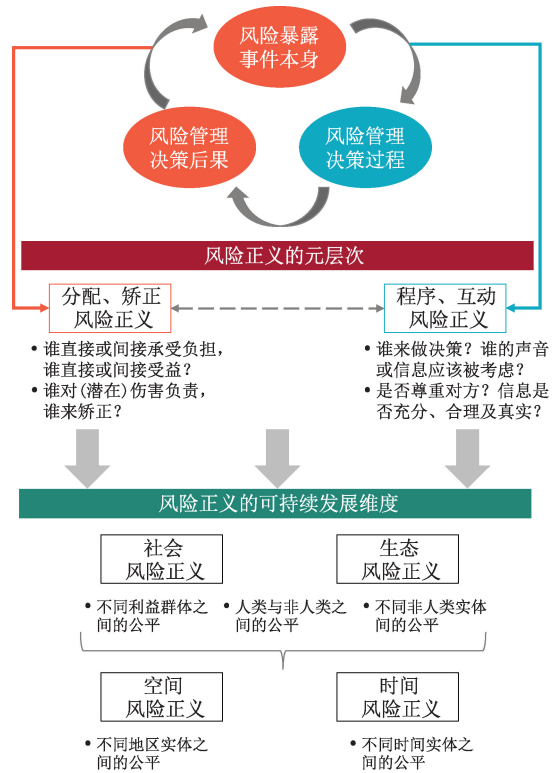 风险暴露
事件本身
风险管理
决策后果
风险管理
决策过程
风险正义的元层次
分配、矫正
风险正义
程序、互动
风险正义
• 谁直接或间接承受负担，
谁直接或间接受益？
• 谁对(潜在)伤害负责，
谁来矫正？
• 谁来做决策？谁的声音
或信息应该被考虑？
• 是否尊重对方？信息是
否充分、合理及真实？
风险正义的可持续发展维度
社会
风险正义
生态
风险正义
• 不同利益群体之
间的公平
• 人类与非人类之
间的公平
• 不同非人类实体
间的公平
空间
风险正义
时间
风险正义
• 不同地区实体之
间的公平
• 不同时间实体之
间的公平